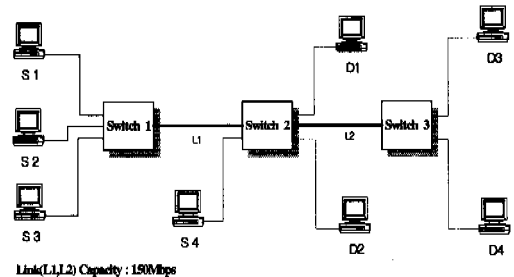 S 1
D1
D3
Switch 1
L1
Switch 2
L2
Switch 3
S 2
S 3
S 4
D2
D4
Link(L1,L2) Capacity : 150Mbps